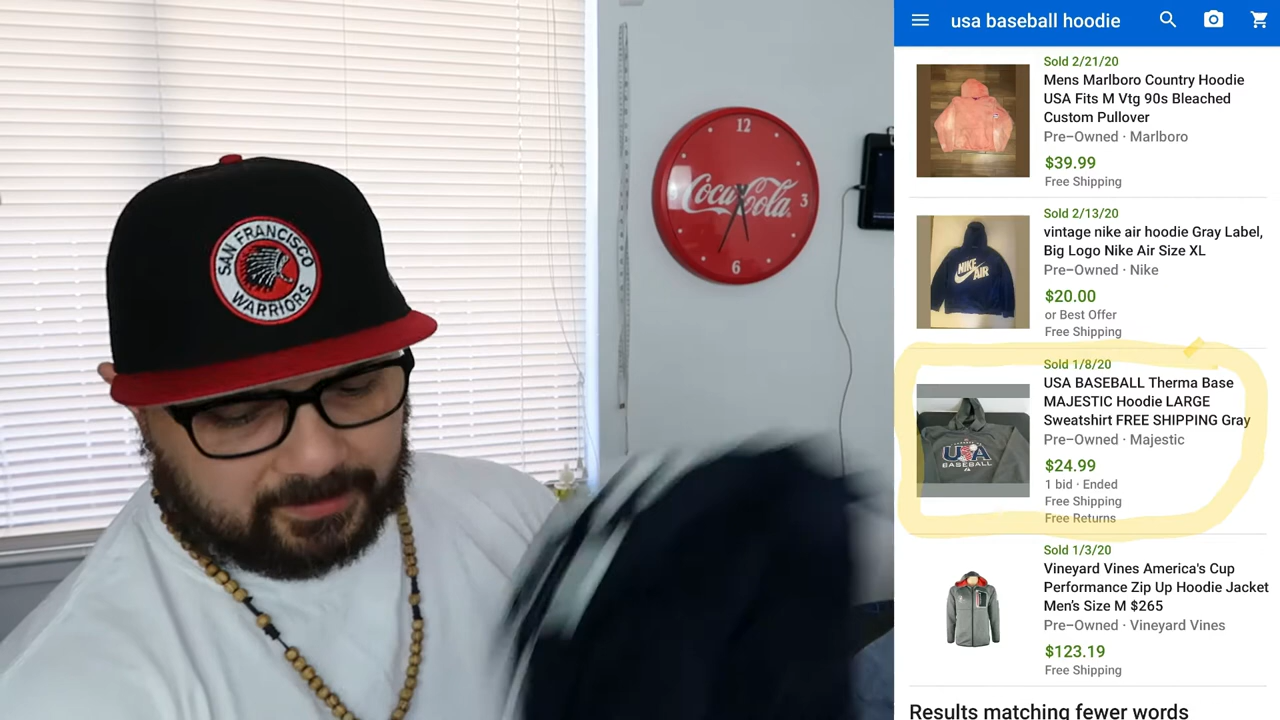 SAN FRANCISCO
WARRIORS
12
3
6
Coca-Cola
usa baseball hoodie
Sold 2/21/20
Mens Marlboro Country Hoodie
USA Fits M Vtg 90s Bleached
Custom Pullover
Pre-Owned · Marlboro
$39.99
Free Shipping
Sold 2/13/20
vintage nike air hoodie Gray Label,
Big Logo Nike Air Size XL
Pre-Owned · Nike
$20.00
or Best Offer
Free Shipping
NIKE
AIR
Sold 1/8/20
USA BASEBALL Therma Base
MAJESTIC Hoodie LARGE
Sweatshirt FREE SHIPPING Gray
Pre-Owned · Majestic
$24.99
1 bid · Ended
Free Shipping
Free Returns
USA
BASEBALL
Sold 1/3/20
Vineyard Vines America's Cup
Performance Zip Up Hoodie Jacket
Men's Size M $265
Pre-Owned · Vineyard Vines
$123.19
Free Shipping
Results matching fewer words